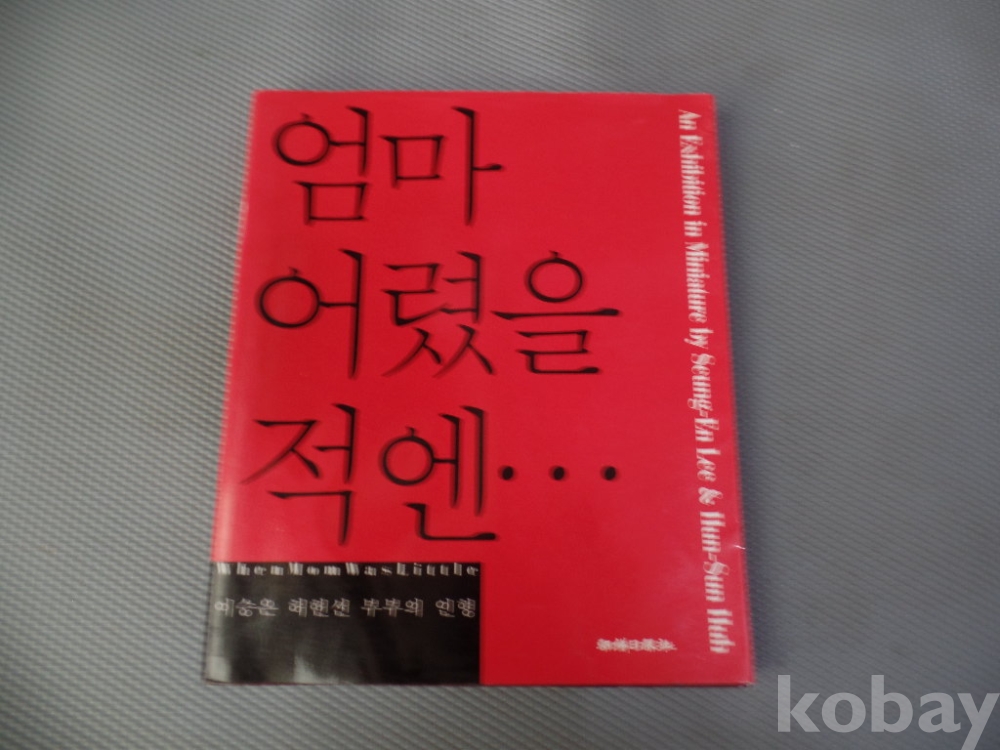 엄마
어렸을
적엔...
An Exhibition in Miniature by Seung-En Lee & Hun-Sun Huh
When Mom Was Little
이승은 허헌선 부부의 인형
kobay